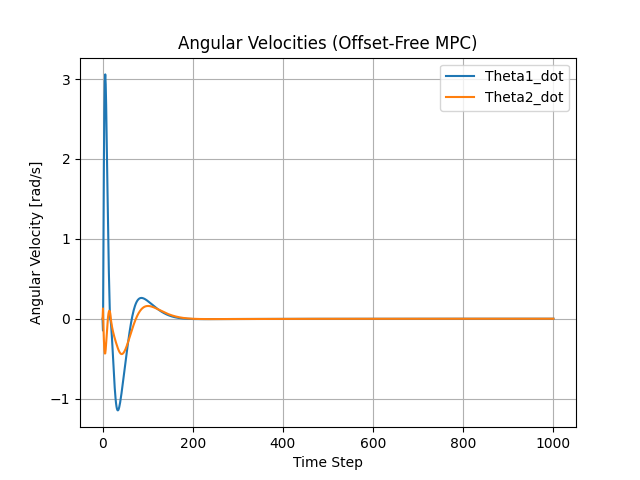 Angular Velocities (Offset-Free MPC)
Theta1_dot
Theta2_dot
Angular Velocity [rad/s]
3
2
1
0
−1
0 200 400 600 800 1000
Time Step